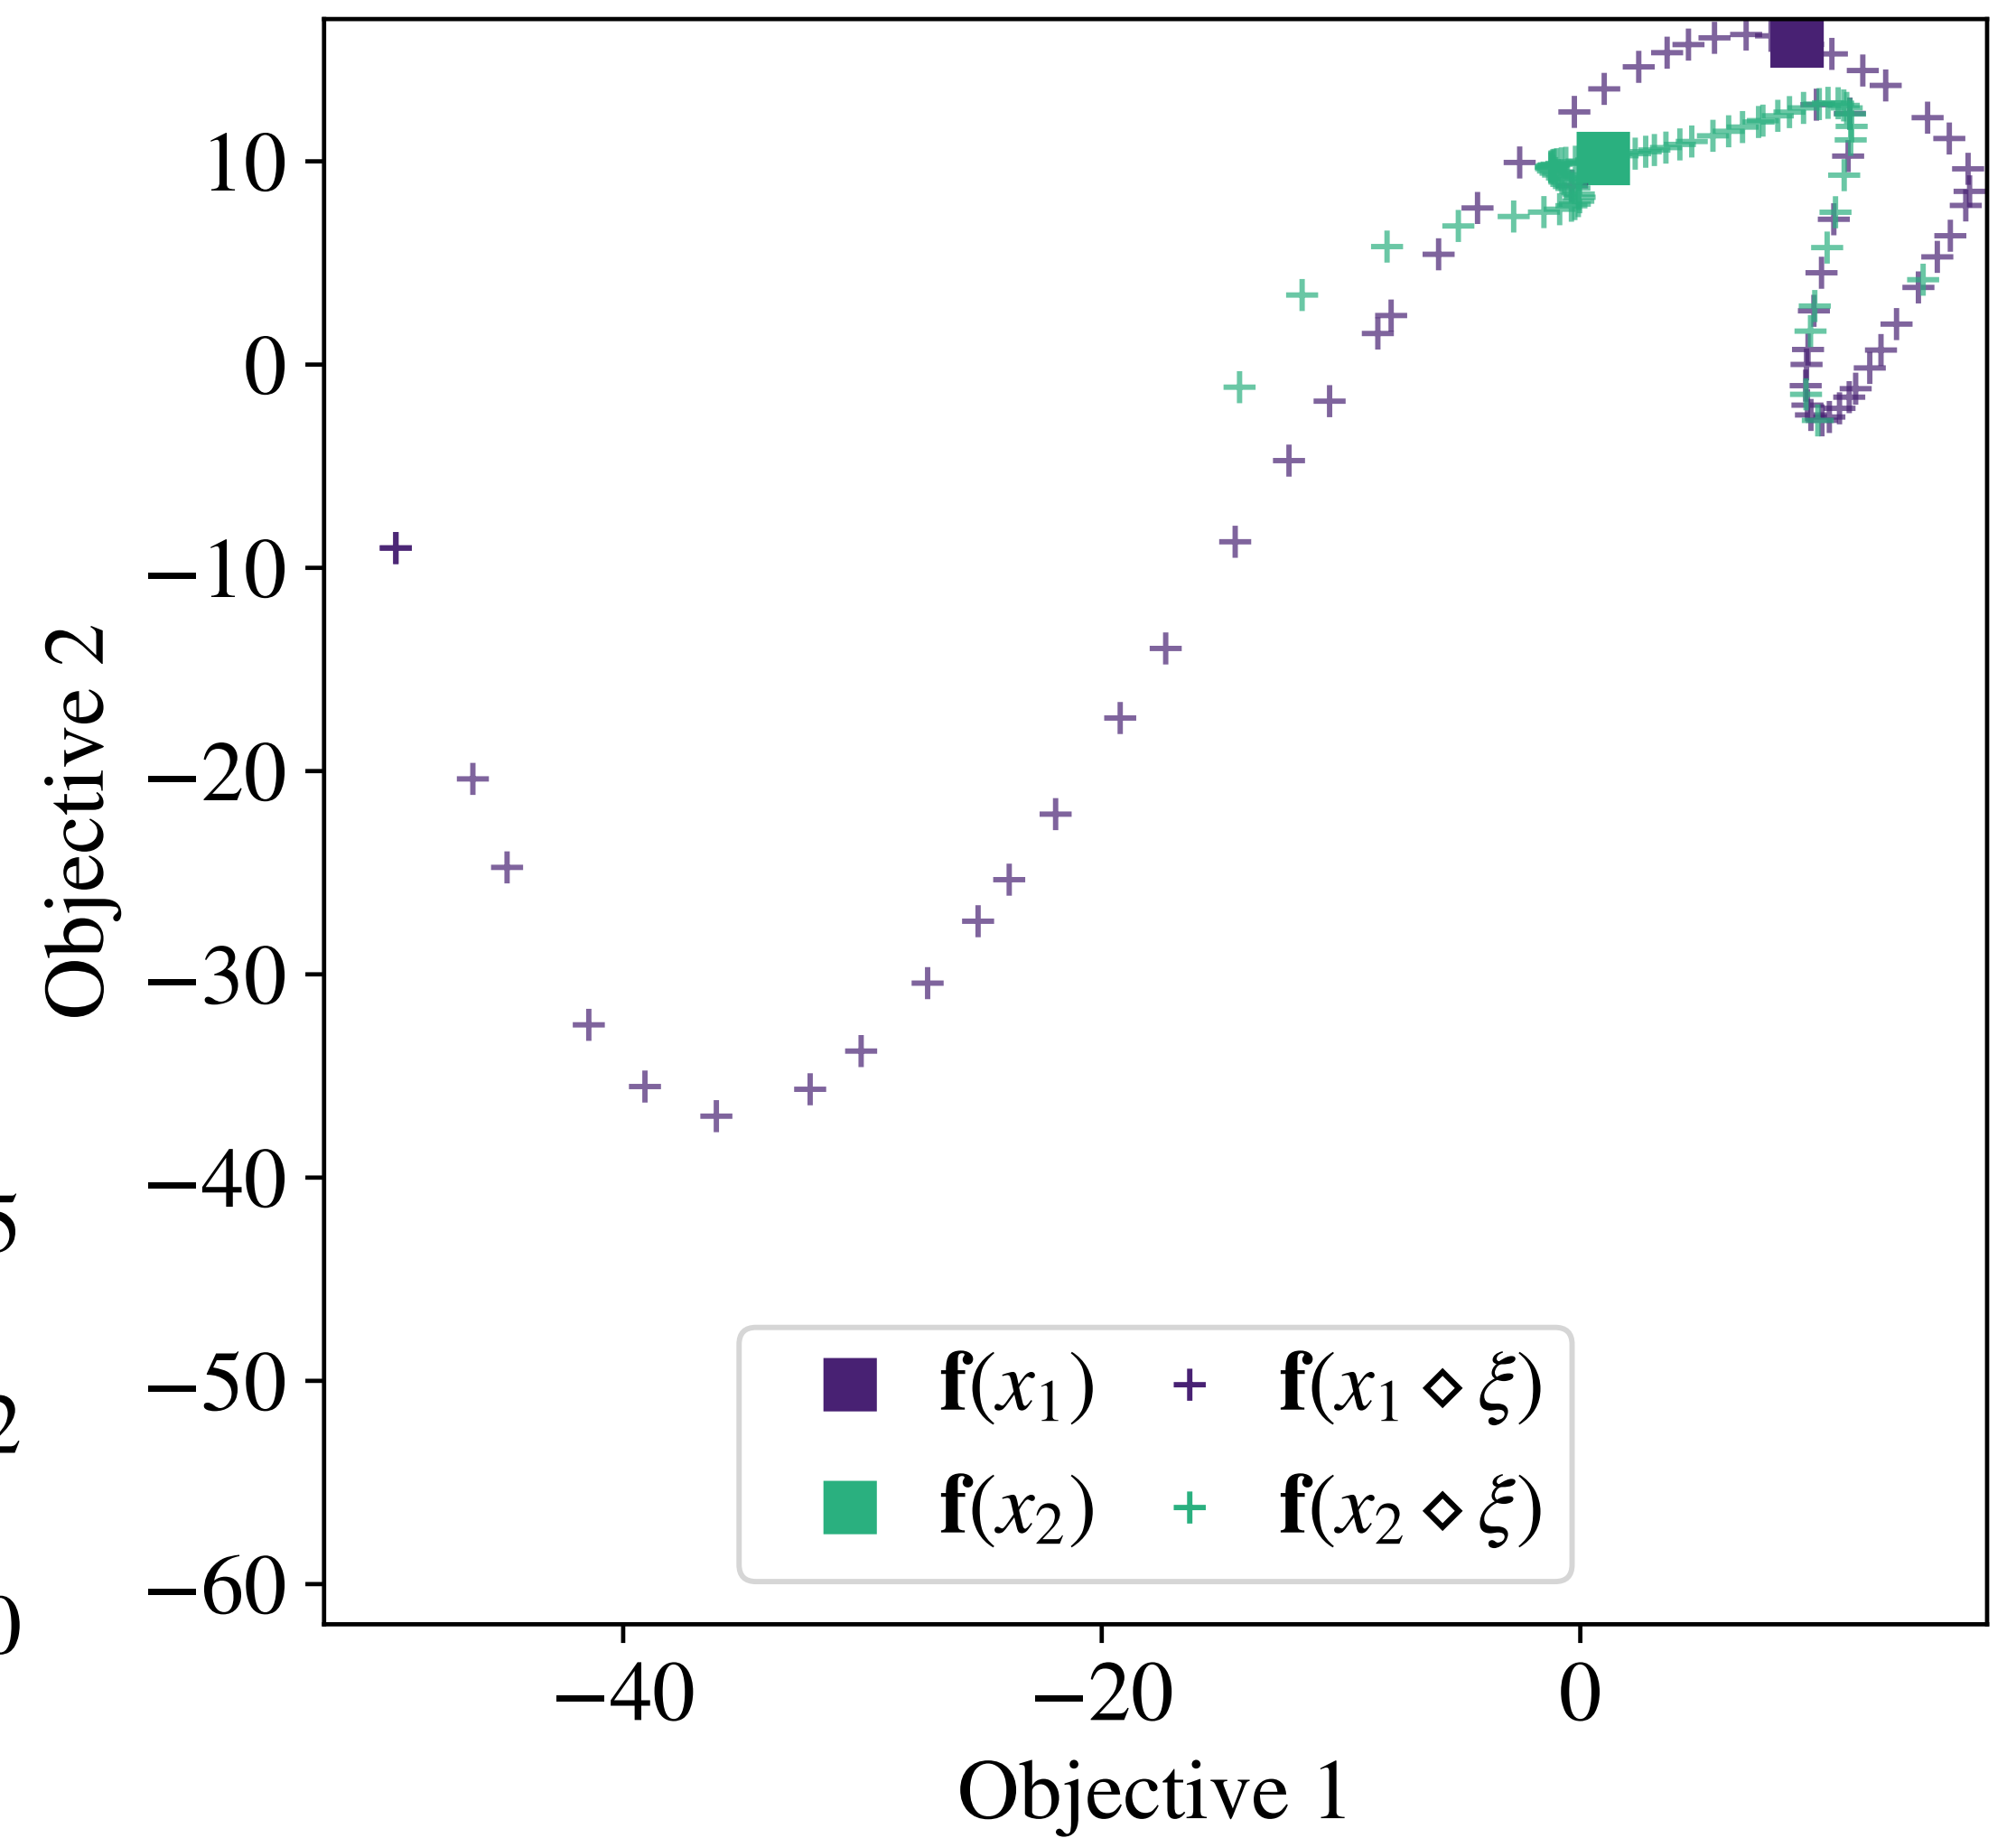 10
0
−10
−20
−30
−40
−50
−60
Objective 2
f(x₁) f(x₁ ⋄ ξ)
f(x₂) f(x₂ ⋄ ξ)
−40 −20 0
Objective 1